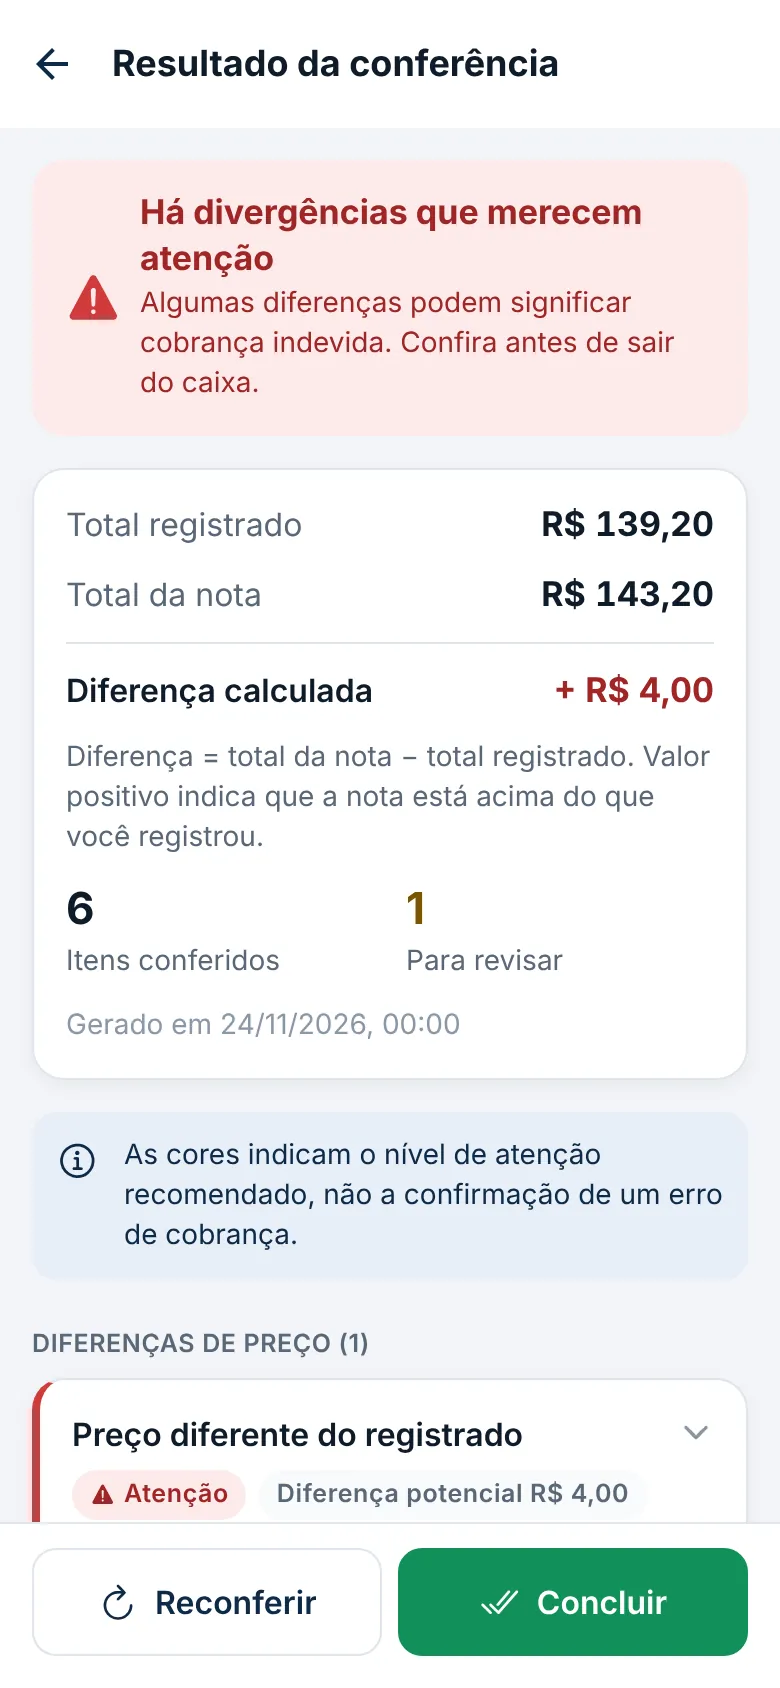 Resultado da conferência
Há divergências que merecem
atenção
Algumas diferenças podem significar
cobrança indevida. Confira antes de sair
do caixa.
Total registrado R$ 139,20
Total da nota R$ 143,20
Diferença calculada + R$ 4,00
Diferença = total da nota − total registrado. Valor
positivo indica que a nota está acima do que
você registrou.
6 1
Itens conferidos Para revisar
Gerado em 24/11/2026, 00:00
As cores indicam o nível de atenção
recomendado, não a confirmação de um erro
de cobrança.
DIFERENÇAS DE PREÇO (1)
Preço diferente do registrado
Atenção Diferença potencial R$ 4,00
Reconferir Concluir